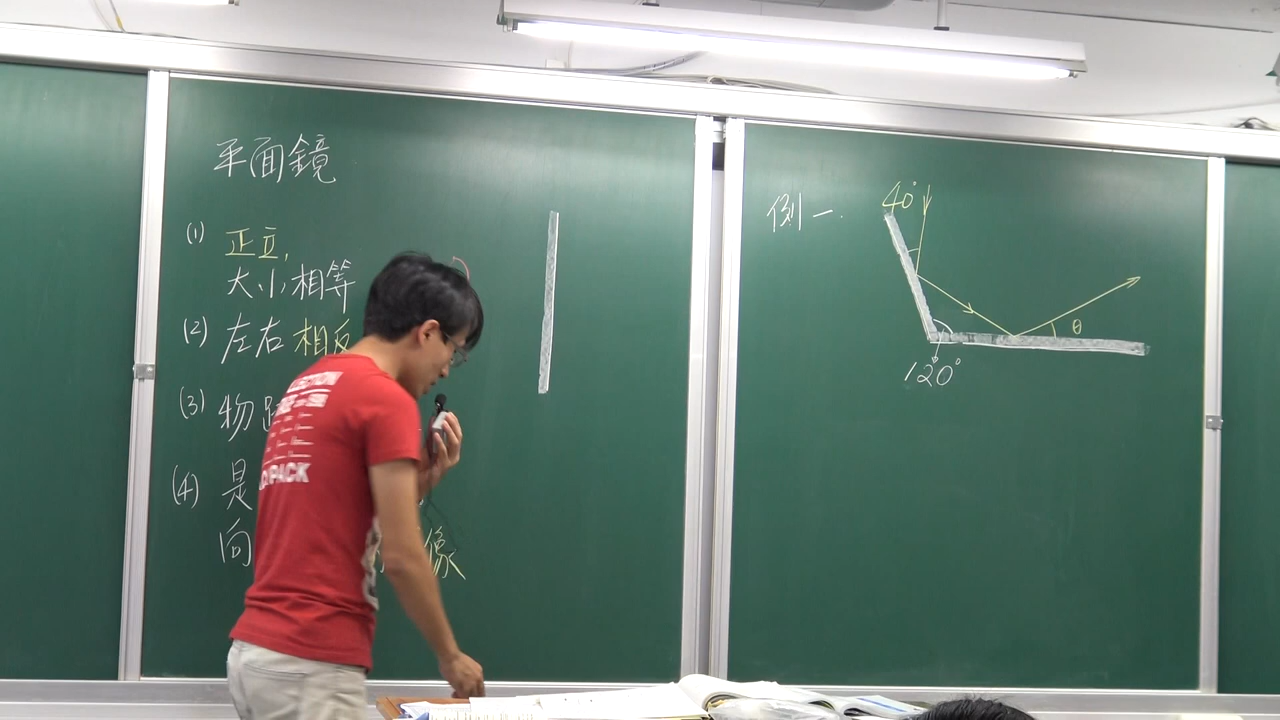 平面鏡
(1) 正立,
大小相等
(2) 左右相反
(3) 物
(4) 是
向
像
例一.
40°
θ
120°
PACK